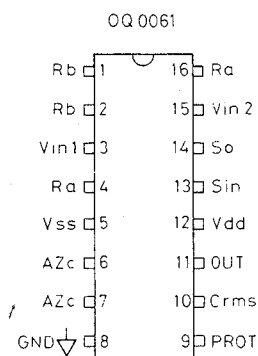 OQ 0061
Rb 1 16 Ra
Rb 2 15 Vin 2
Vin1 3 14 So
Ra 4 13 Sin
Vss 5 12 Vdd
AZc 6 11 OUT
AZc 7 10 Crms
GND 8 9 PROT